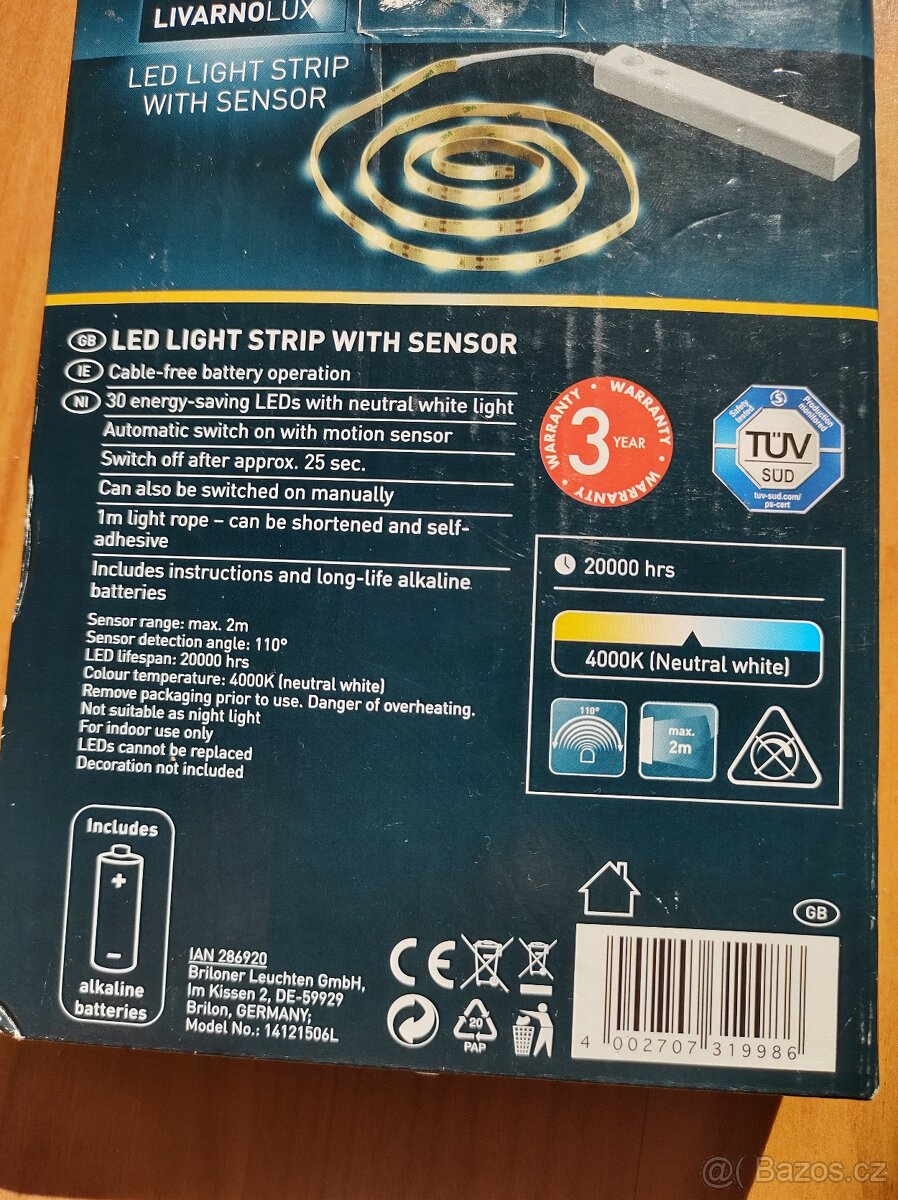 LIVARNOLUX
LED LIGHT STRIP
WITH SENSOR
GB LED LIGHT STRIP WITH SENSOR
IE Cable-free battery operation
NI 30 energy-saving LEDs with neutral white light
Automatic switch on with motion sensor
Switch off after approx. 25 sec.
Can also be switched on manually
1m light rope – can be shortened and self-
adhesive
Includes instructions and long-life alkaline
batteries
Sensor range: max. 2m
Sensor detection angle: 110°
LED lifespan: 20000 hrs
Colour temperature: 4000K (neutral white)
Remove packaging prior to use. Danger of overheating.
Not suitable as night light
For indoor use only
LEDs cannot be replaced
Decoration not included
WARRANTY • WARRANTY • WARRANTY • WARRANTY
3 YEAR
Safety tested
Production monitored
TÜV
SÜD
tuv-sud.com/
ps-cert
20000 hrs
4000K (Neutral white)
110°
max.
2m
Includes
+
–
alkaline
batteries
IAN 286920
Briloner Leuchten GmbH,
Im Kissen 2, DE-59929
Brilon, GERMANY;
Model No.: 14121506L
CE
20
PAP
GB
4 002707 319986
@( Bazos.cz